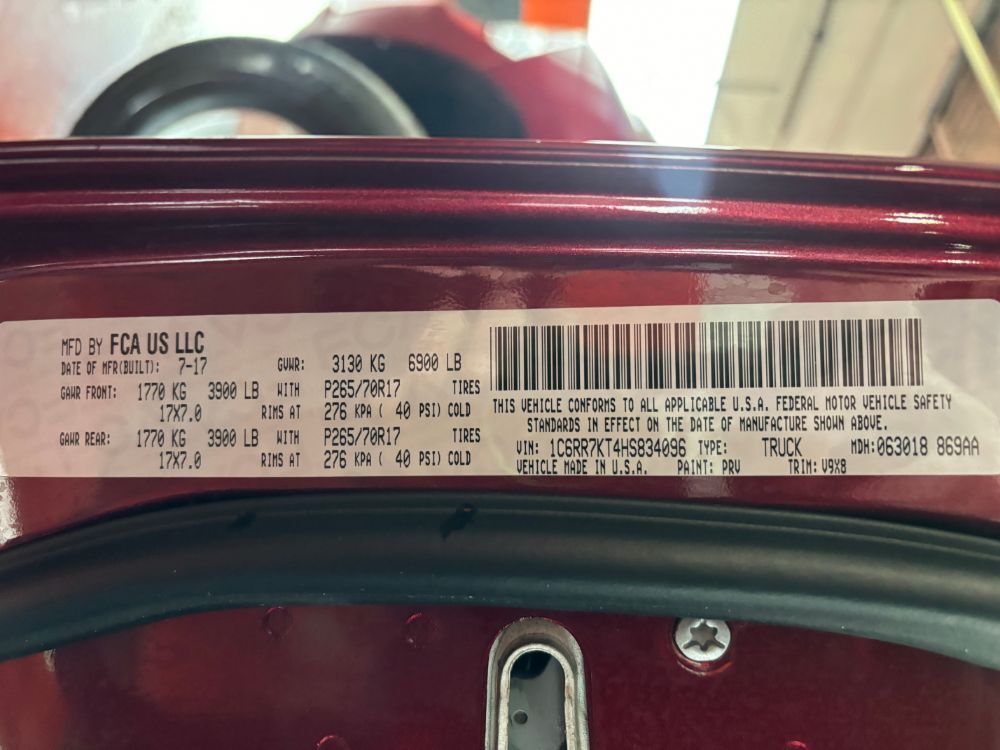 MFD BY FCA US LLC
DATE OF MFR(BUILT): 7-17 GVWR: 3130 KG 6900 LB
GAWR FRONT: 1770 KG 3900 LB WITH P265/70R17 TIRES
17X7.0 RIMS AT 276 KPA ( 40 PSI) COLD
GAWR REAR: 1770 KG 3900 LB WITH P265/70R17 TIRES
17X7.0 RIMS AT 276 KPA ( 40 PSI) COLD
THIS VEHICLE CONFORMS TO ALL APPLICABLE U.S.A. FEDERAL MOTOR VEHICLE SAFETY
STANDARDS IN EFFECT ON THE DATE OF MANUFACTURE SHOWN ABOVE.
VIN: 1C6RR7KT4HS834096 TYPE: TRUCK MDH:063018 869AA
VEHICLE MADE IN U.S.A. PAINT: PRV TRIM: V9X8